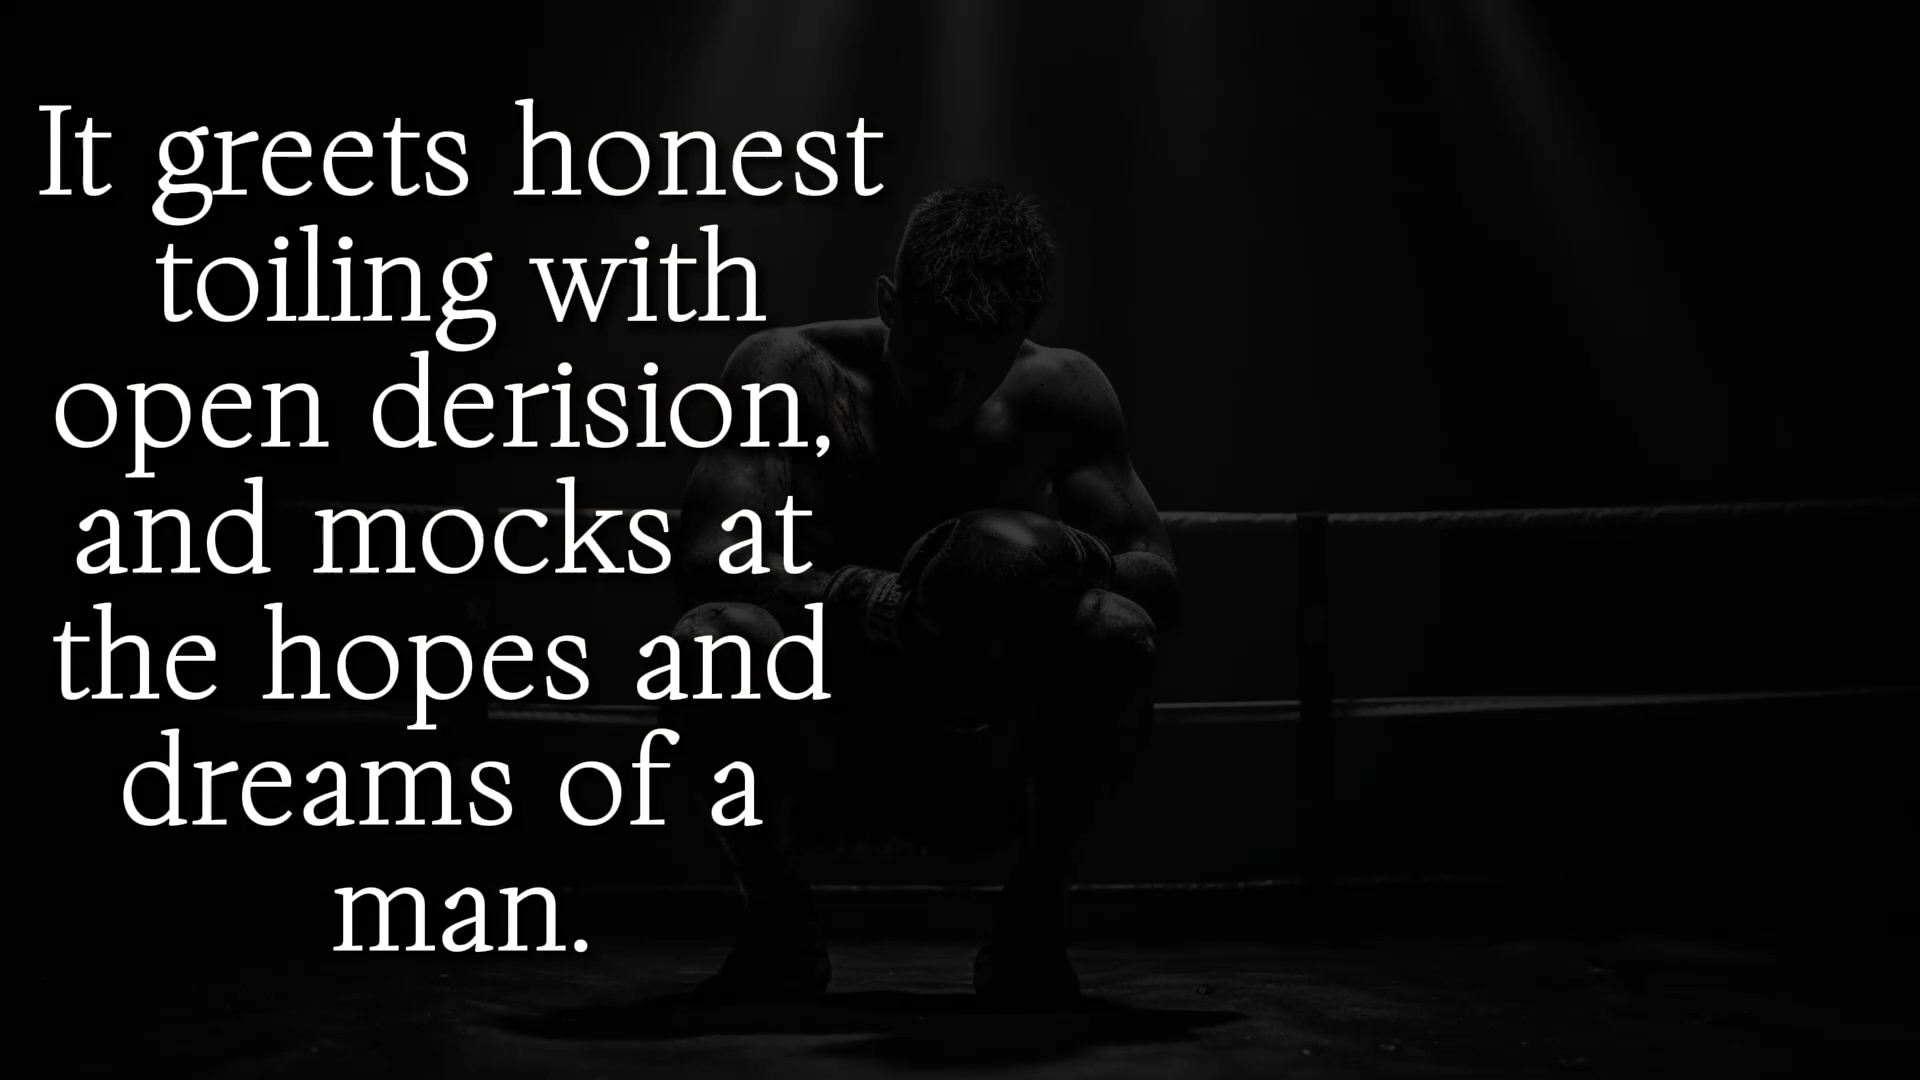 It greets honest
toiling with
open derision,
and mocks at
the hopes and
dreams of a
man.